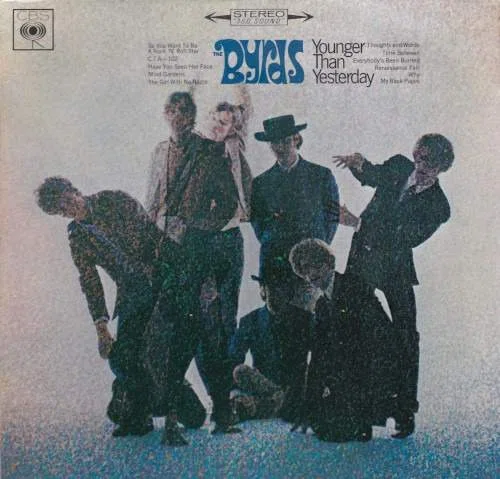 CBS
STEREO
"360 SOUND"
So You Want To Be
A Rock 'N' Roll Star
C.T.A.–102
Have You Seen Her Face
Mind Gardens
The Girl With No Name
THE
BYRDS
Younger
Than
Yesterday
Thoughts and Words
Time Between
Everybody's Been Burned
Renaissance Fair
Why
My Back Pages